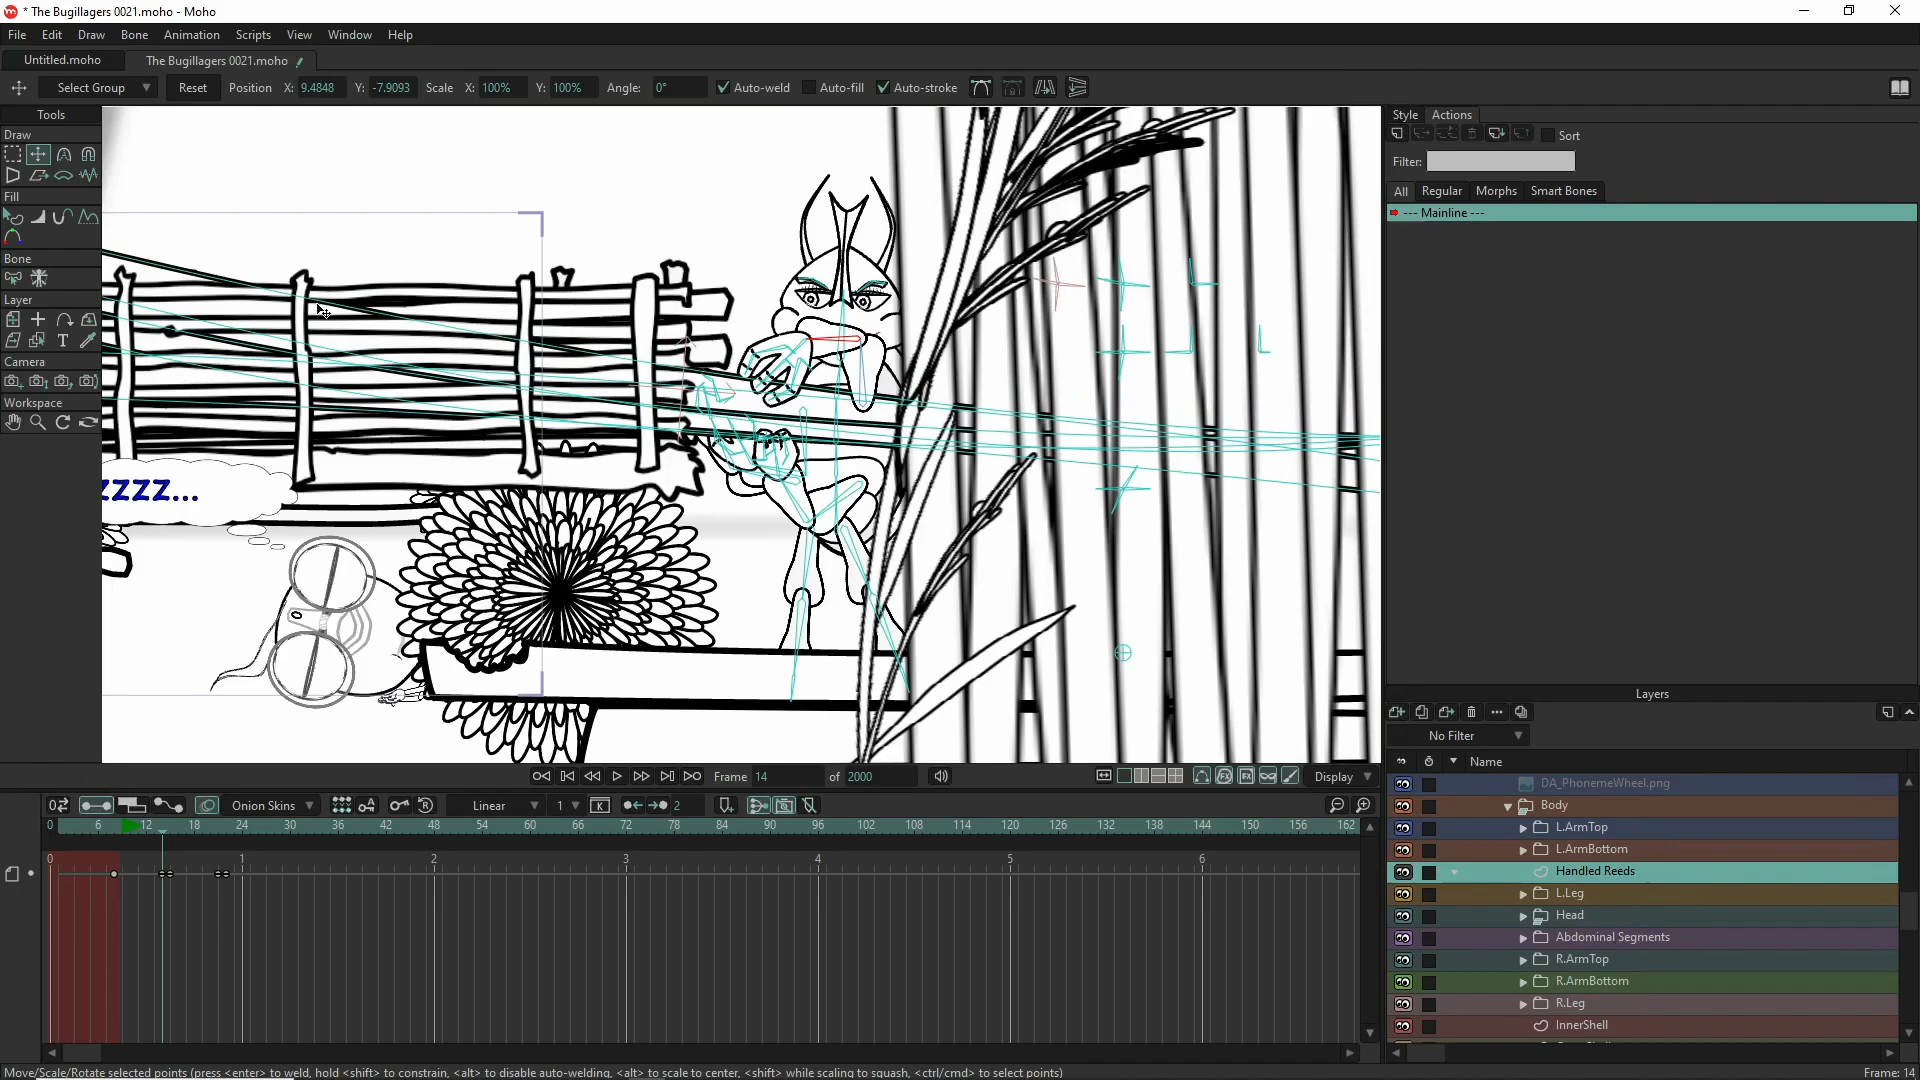 * The Bugillagers 0021.moho - Moho
File Edit Draw Bone Animation Scripts View Window Help
Untitled.moho The Bugillagers 0021.moho
Select Group Reset Position X: 9.4848 Y: -7.9093 Scale X: 100% Y: 100% Angle: 0° Auto-weld Auto-fill Auto-stroke
Tools
Draw
Fill
Bone
Layer
Camera
Workspace
zzzz...
Style Actions
Sort
Filter:
All Regular Morphs Smart Bones
--- Mainline ---
Layers
No Filter
Name
DA_PhonemeWheel.png
Body
L.ArmTop
L.ArmBottom
Handled Reeds
L.Leg
Head
Abdominal Segments
R.ArmTop
R.ArmBottom
R.Leg
InnerShell
Frame 14 of 2000 Display
Onion Skins Linear 1 2
0 6 12 18 24 30 36 42 48 54 60 66 72 78 84 90 96 102 108 114 120 126 132 138 144 150 156 162
0 1 2 3 4 5 6
Move/Scale/Rotate selected points (press <enter> to weld, hold <shift> to constrain, <alt> to disable auto-welding, <alt> to scale to center, <shift> while scaling to squash, <ctrl/cmd> to select points) Frame: 14